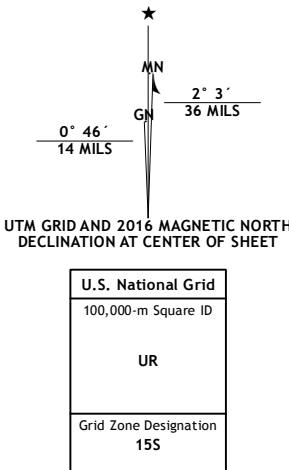 ★
MN
GN
2° 3´
36 MILS
0° 46´
14 MILS
UTM GRID AND 2016 MAGNETIC NORTH
DECLINATION AT CENTER OF SHEET
U.S. National Grid
100,000-m Square ID
UR
Grid Zone Designation
15S